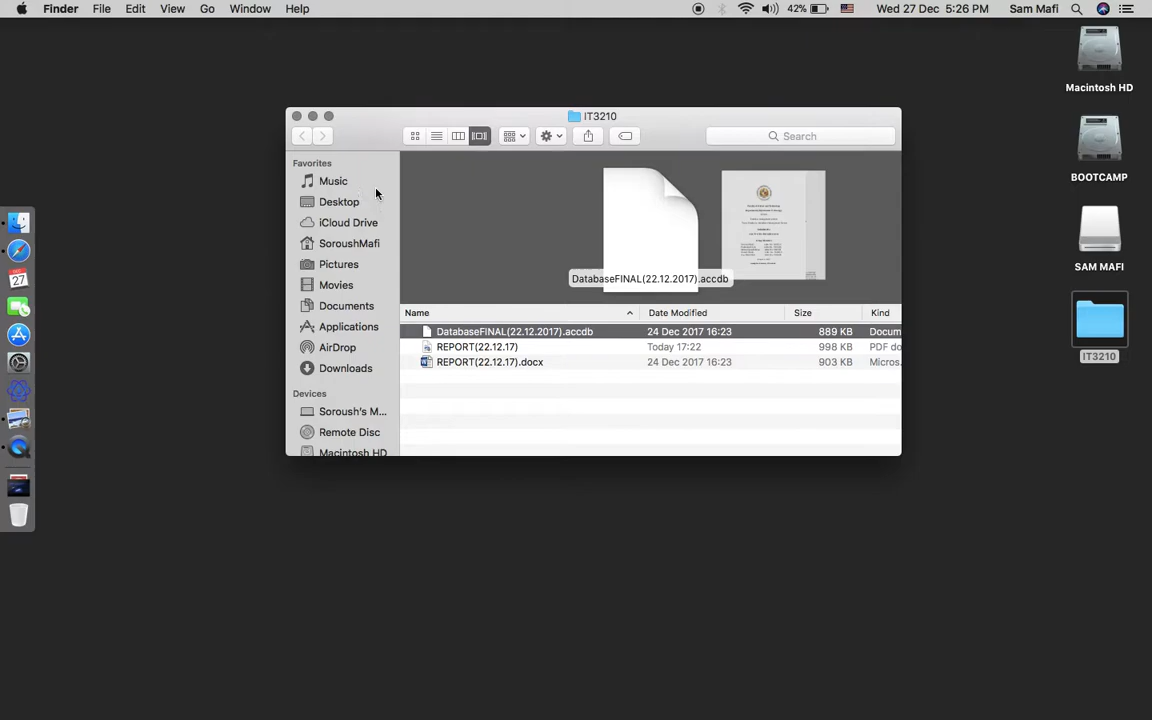 Finder File Edit View Go Window Help 42% Wed 27 Dec 5:26 PM Sam Mafi
Macintosh HD
BOOTCAMP
SAM MAFI
IT3210
IT3210
Search
Favorites
Music
Desktop
iCloud Drive
SoroushMafi
Pictures
Movies
Documents
Applications
AirDrop
Downloads
Devices
Soroush's M...
Remote Disc
Macintosh HD
DatabaseFINAL(22.12.2017).accdb
Name Date Modified Size Kind
DatabaseFINAL(22.12.2017).accdb 24 Dec 2017 16:23 889 KB Docum
REPORT(22.12.17) Today 17:22 998 KB PDF do
REPORT(22.12.17).docx 24 Dec 2017 16:23 903 KB Micros.
27